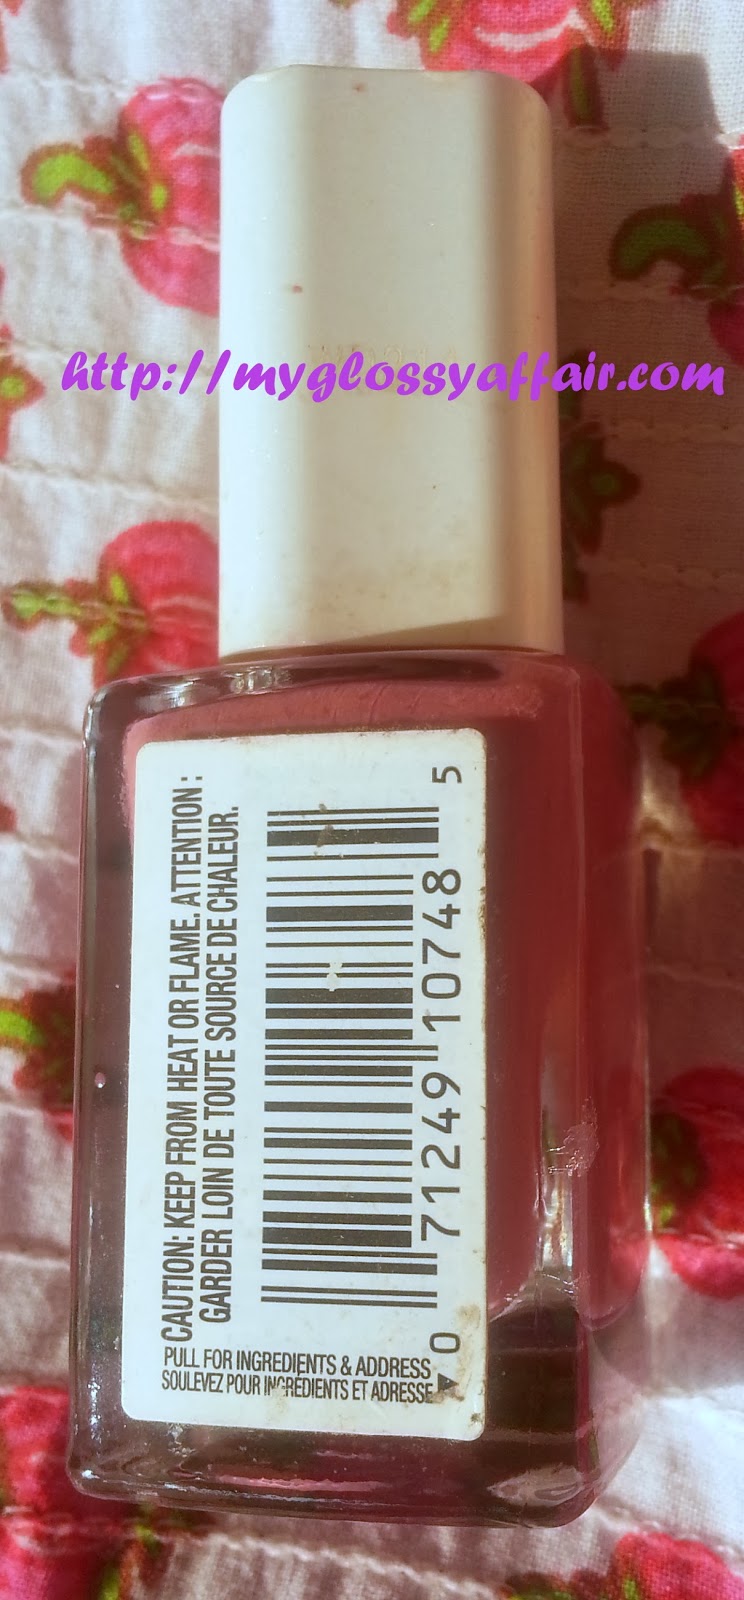 http://myglossyaffair.com
CAUTION: KEEP FROM HEAT OR FLAME. ATTENTION :
GARDER LOIN DE TOUTE SOURCE DE CHALEUR.
0 71249 10748 5
PULL FOR INGREDIENTS & ADDRESS
SOULEVEZ POUR INGRÉDIENTS ET ADRESSE